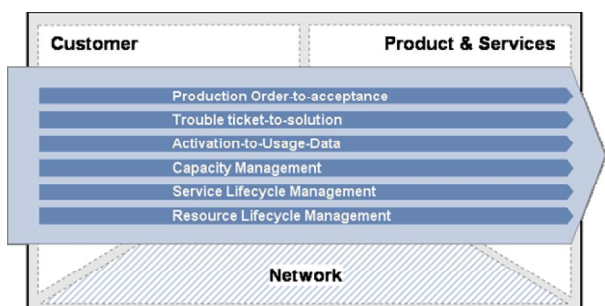 Customer
Product & Services
Production Order-to-acceptance
Trouble ticket-to-solution
Activation-to-Usage-Data
Capacity Management
Service Lifecycle Management
Resource Lifecycle Management
Network